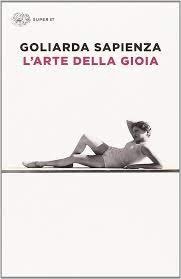 SUPER ET
GOLIARDA SAPIENZA
L'ARTE DELLA GIOIA